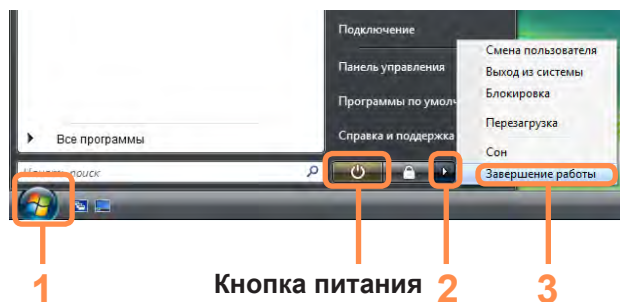 Подключение
Панель управления
Программы по умолч
Справка и поддержка
Все программы
поиск
Смена пользователя
Выход из системы
Блокировка
Перезагрузка
Сон
Завершение работы
1
Кнопка питания
2
3